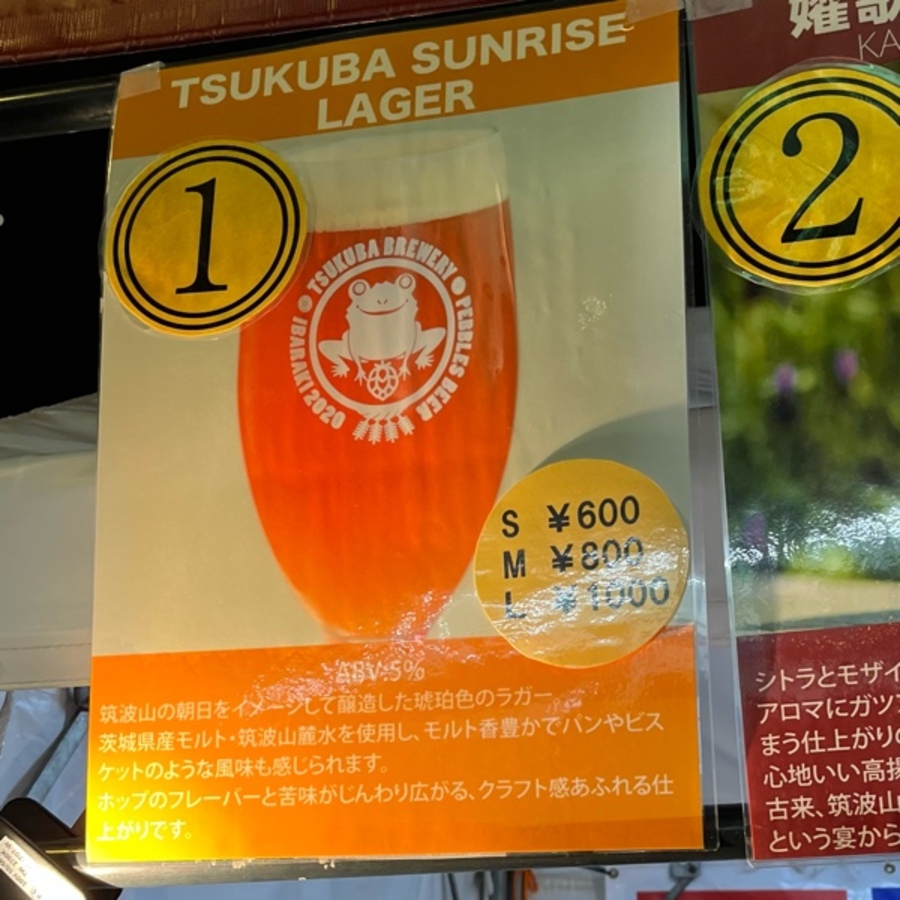 TSUKUBA SUNRISE
LAGER
1
TSUKUBA BREWERY
PEBBLES BEER
IBARAKI 2020
S ¥600
M ¥800
L ¥1000
ABV:5%
筑波山の朝日をイメージして醸造した琥珀色のラガー
茨城県産モルト・筑波山麓水を使用し、モルト香豊かでパンやビス
ケットのような風味も感じられます。
ホップのフレーバーと苦味がじんわり広がる、クラフト感あふれる仕
上がりです。
嬥歌
KA
2
シトラとモザイ
アロマにガツ
まう仕上がりの
心地いい高揚
古来、筑波山
という宴から